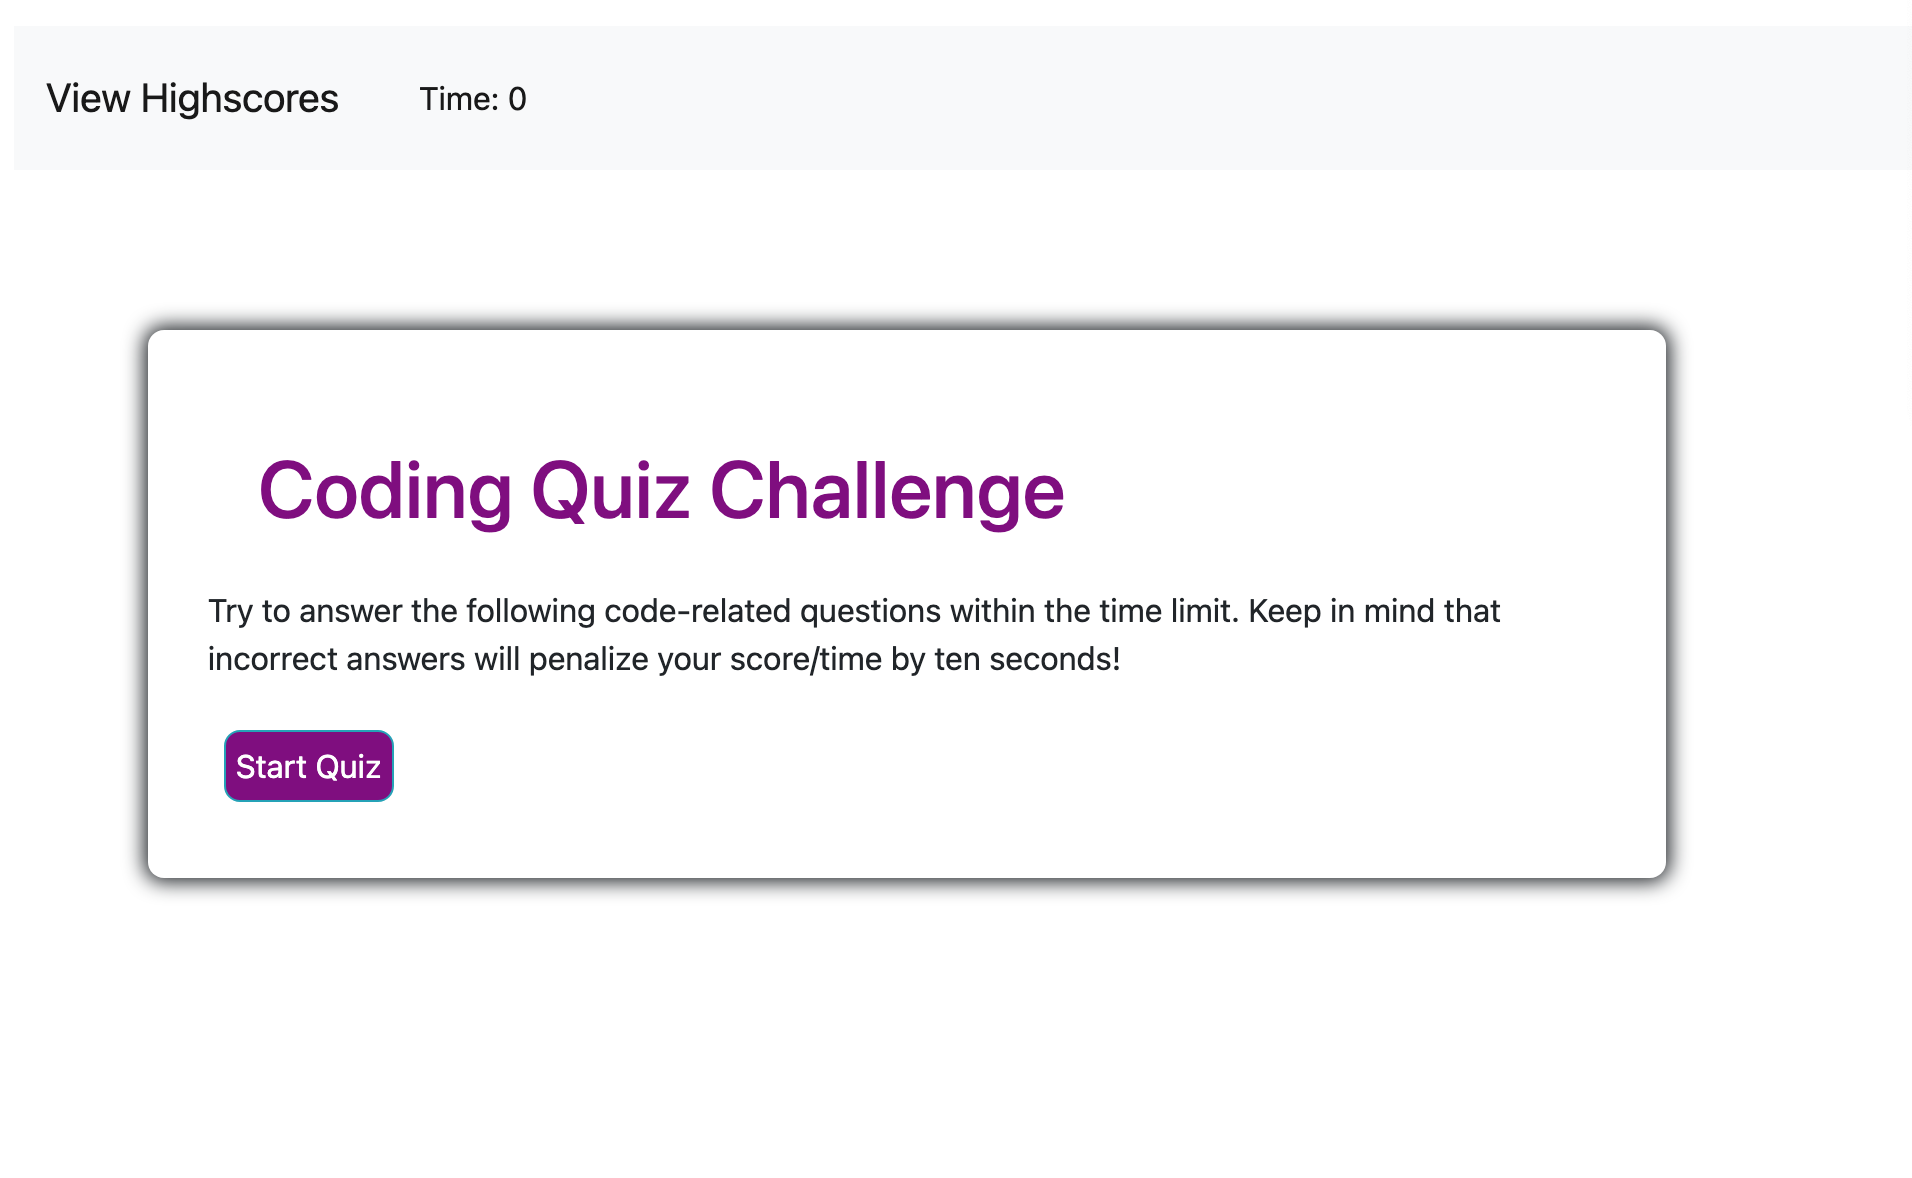 View Highscores Time: 0
Coding Quiz Challenge
Try to answer the following code-related questions within the time limit. Keep in mind that
incorrect answers will penalize your score/time by ten seconds!
Start Quiz